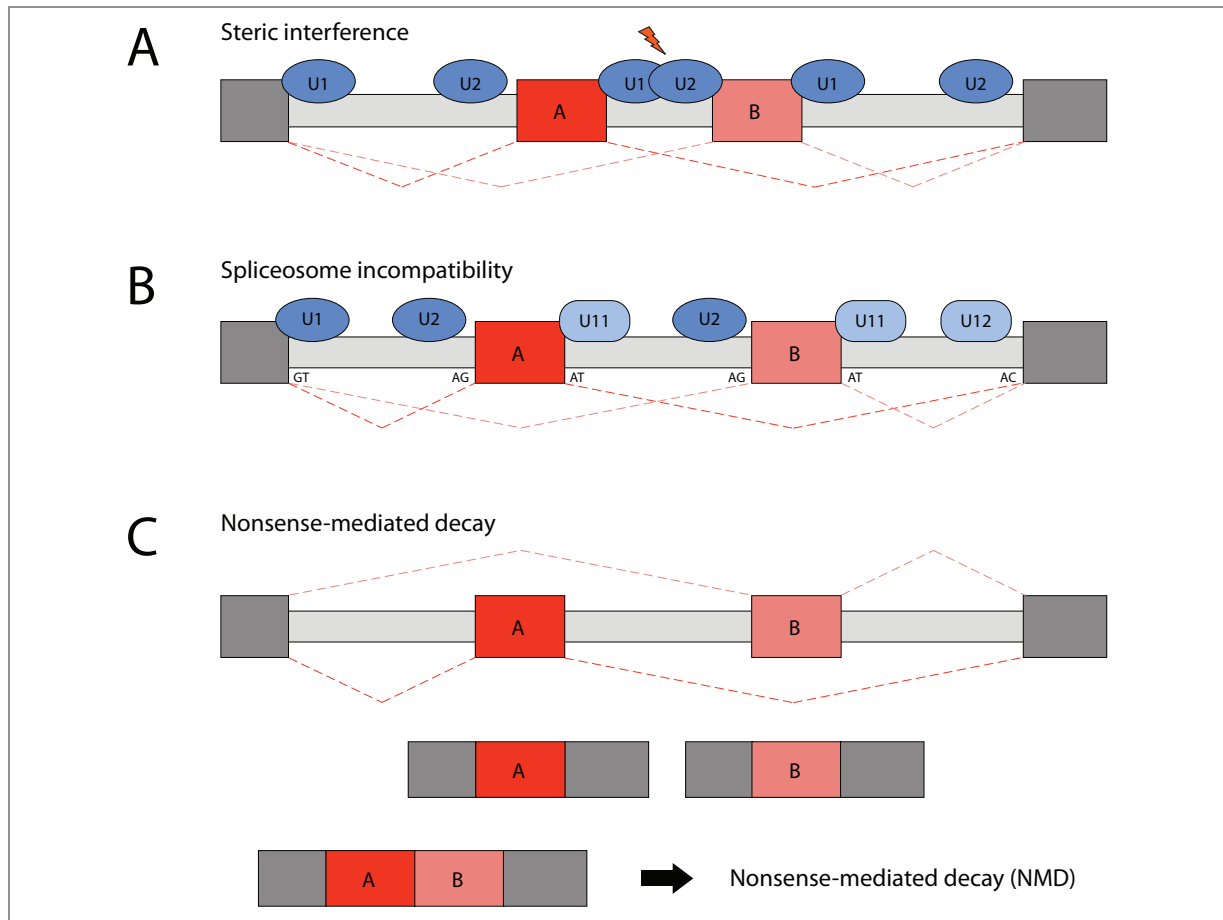 A
Steric interference
U1 U2 U1 U2 U1 U2
A B
B
Spliceosome incompatibility
U1 U2 U11 U2 U11 U12
A B
GT AG AT AG AT AC
C
Nonsense-mediated decay
A B
A B
A B Nonsense-mediated decay (NMD)